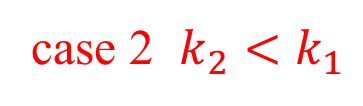 case 2 k₂ < k₁